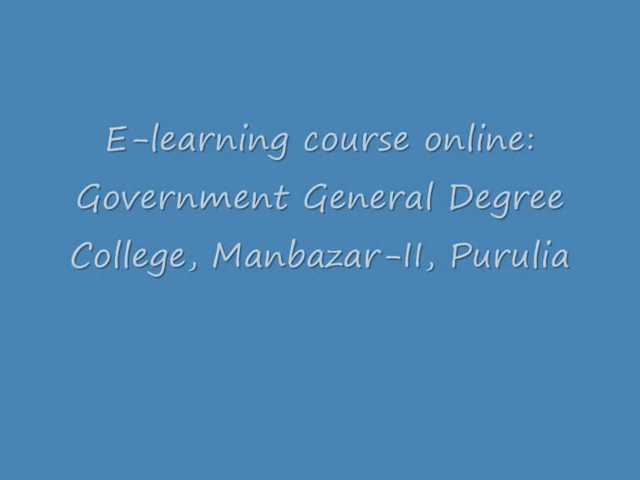 E-learning course online:
Government General Degree
College, Manbazar-II, Purulia